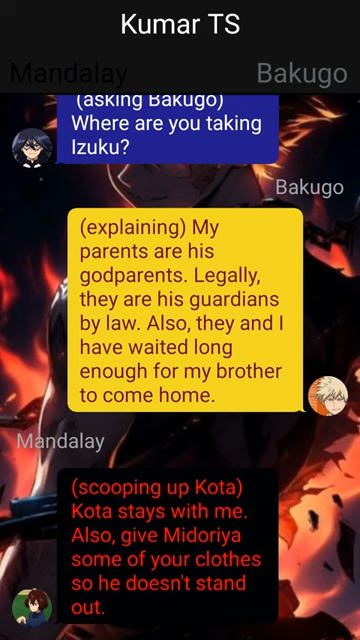 Kumar TS
Mandalay
Bakugo
(asking Bakugo)
Where are you taking
Izuku?
Bakugo
(explaining) My
parents are his
godparents. Legally,
they are his guardians
by law. Also, they and I
have waited long
enough for my brother
to come home.
Mandalay
(scooping up Kota)
Kota stays with me.
Also, give Midoriya
some of your clothes
so he doesn't stand
out.